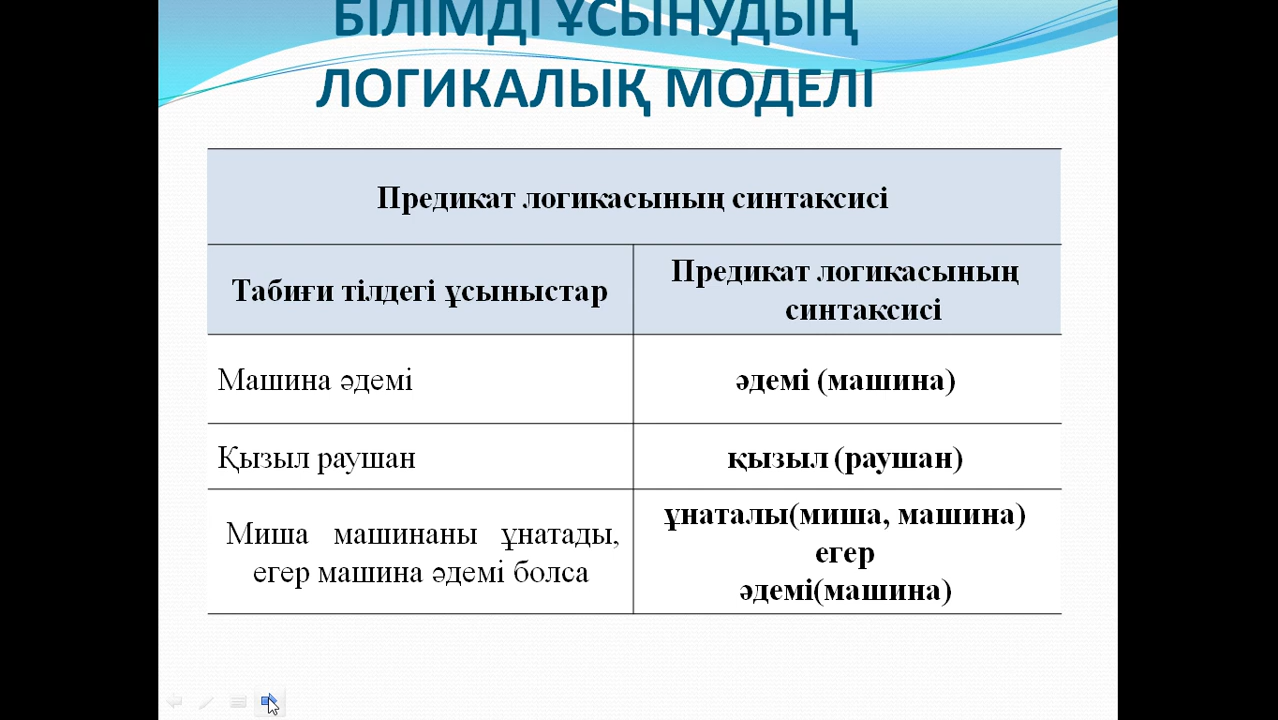 БІЛІМДІ ҰСЫНУДЫҢ
ЛОГИКАЛЫҚ МОДЕЛІ
Предикат логикасының синтаксисі
Табиғи тілдегі ұсыныстар
Предикат логикасының
синтаксисі
Машина әдемі
әдемі (машина)
Қызыл раушан
қызыл (раушан)
Миша машинаны ұнатады,
егер машина әдемі болса
ұнаталы(миша, машина)
егер
әдемі(машина)